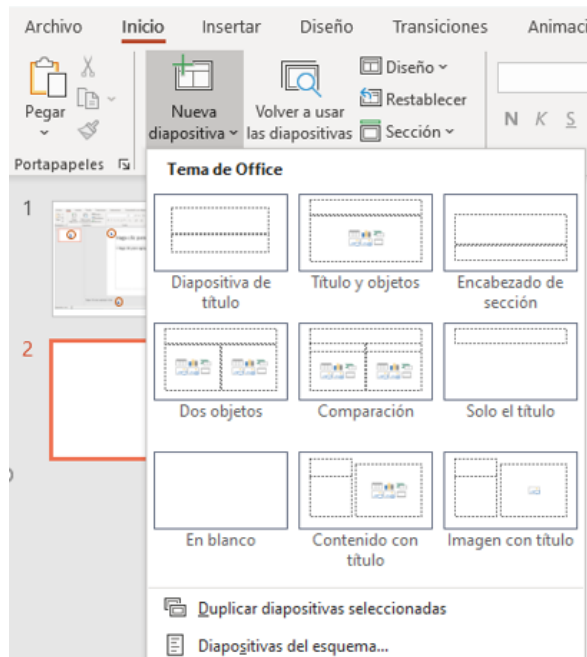 Archivo Inicio Insertar Diseño Transiciones Animaci
Pegar
Nueva diapositiva
Volver a usar las diapositivas
Diseño
Restablecer
Sección
N K S
Portapapeles
Tema de Office
Diapositiva de título
Título y objetos
Encabezado de sección
Dos objetos
Comparación
Solo el título
En blanco
Contenido con título
Imagen con título
Duplicar diapositivas seleccionadas
Diapositivas del esquema...
1
2